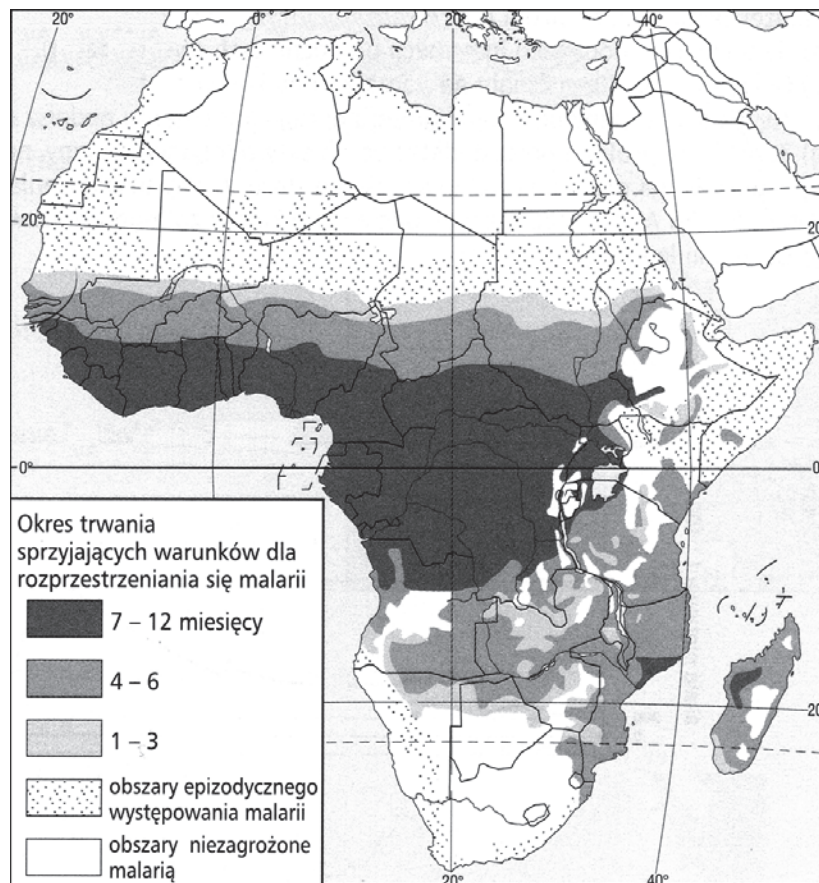 20°
0°
20°
40°
20°
20
0°
0
Okres trwania
sprzyjających warunków dla
rozprzestrzeniania się malarii
7 – 12 miesięcy
4 – 6
1 – 3
obszary epizodycznego
występowania malarii
obszary niezagrożone
malarią
20
20°
40°